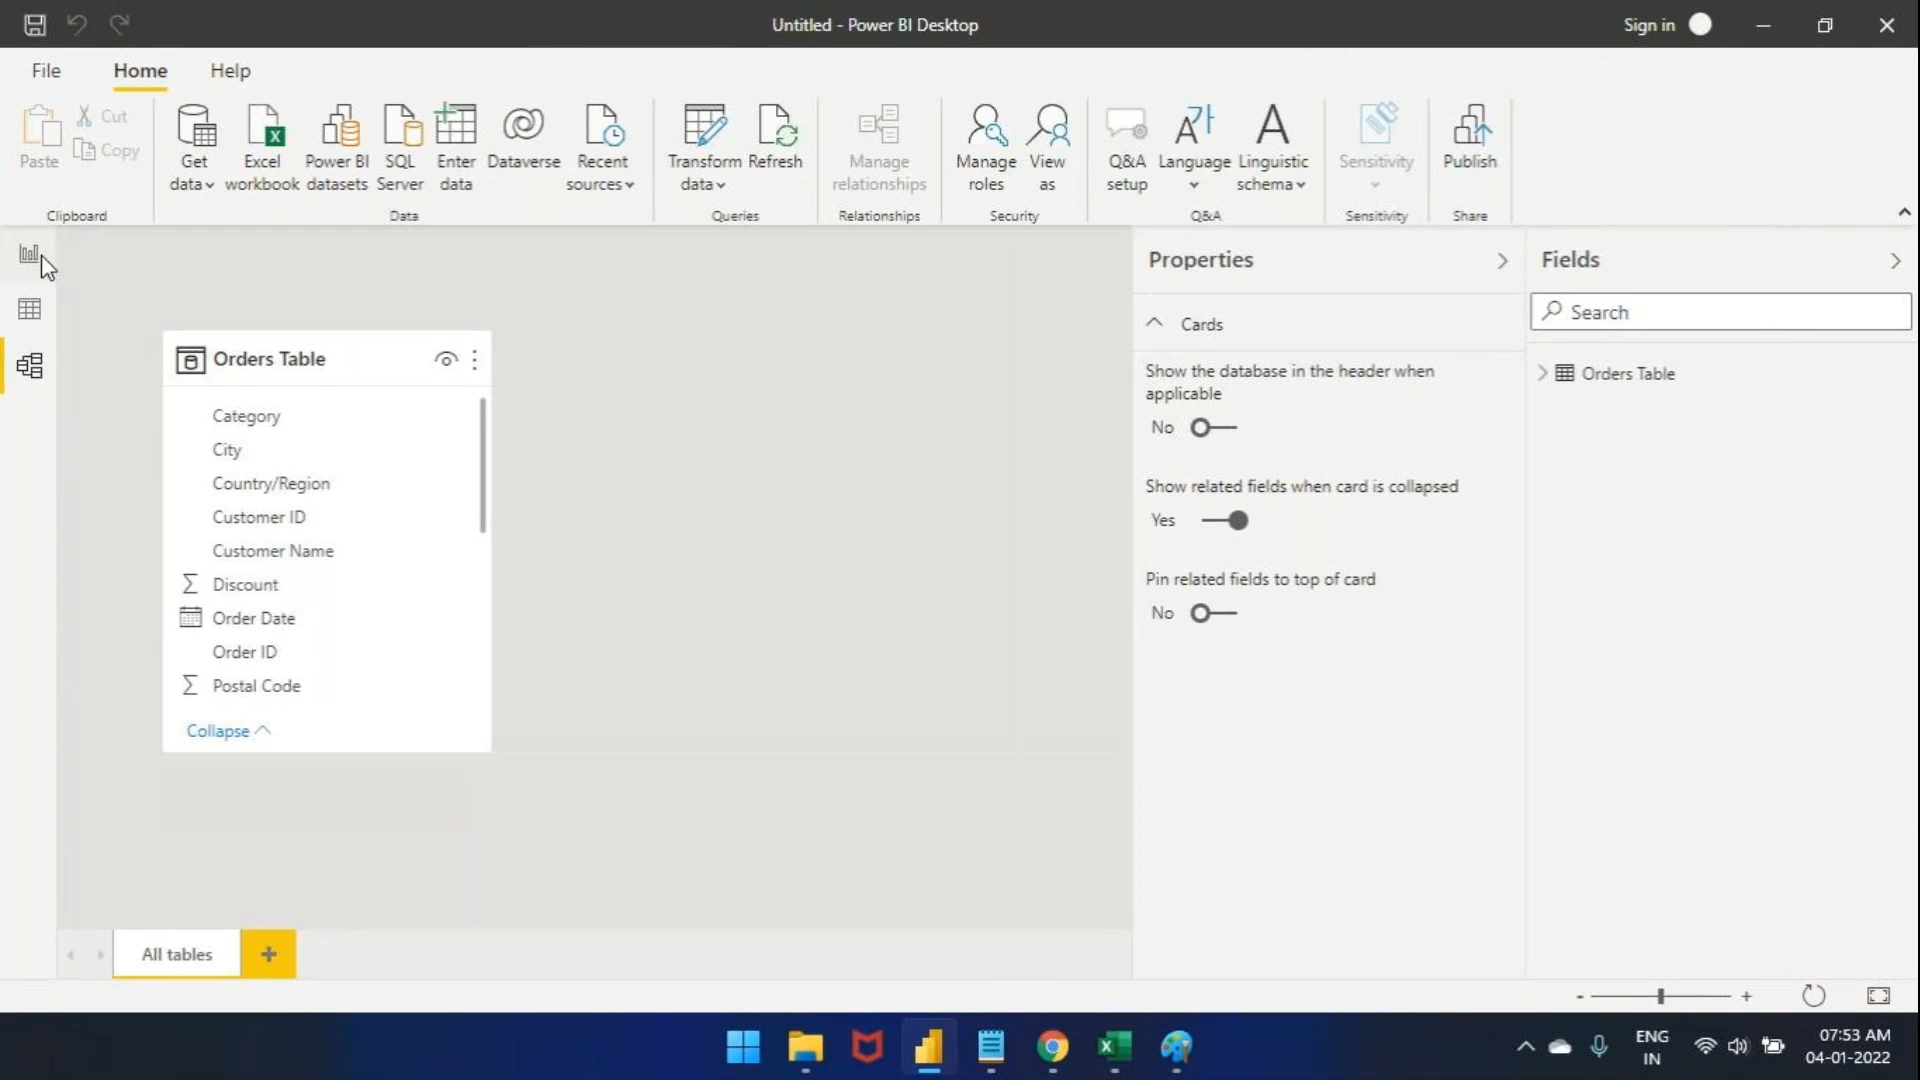 Untitled - Power BI Desktop
Sign in
File
Home
Help
Paste
Cut
Copy
Clipboard
Get data
Excel workbook
Power BI datasets
SQL Server
Enter data
Dataverse
Recent sources
Data
Transform data
Refresh
Queries
Manage relationships
Relationships
Manage roles
View as
Security
Q&A setup
Language
Linguistic schema
Q&A
Sensitivity
Sensitivity
Publish
Share
Orders Table
Category
City
Country/Region
Customer ID
Customer Name
Discount
Order Date
Order ID
Postal Code
Collapse
Properties
Cards
Show the database in the header when
applicable
No
Show related fields when card is collapsed
Yes
Pin related fields to top of card
No
Fields
Search
Orders Table
All tables
ENG
IN
07:53 AM
04-01-2022